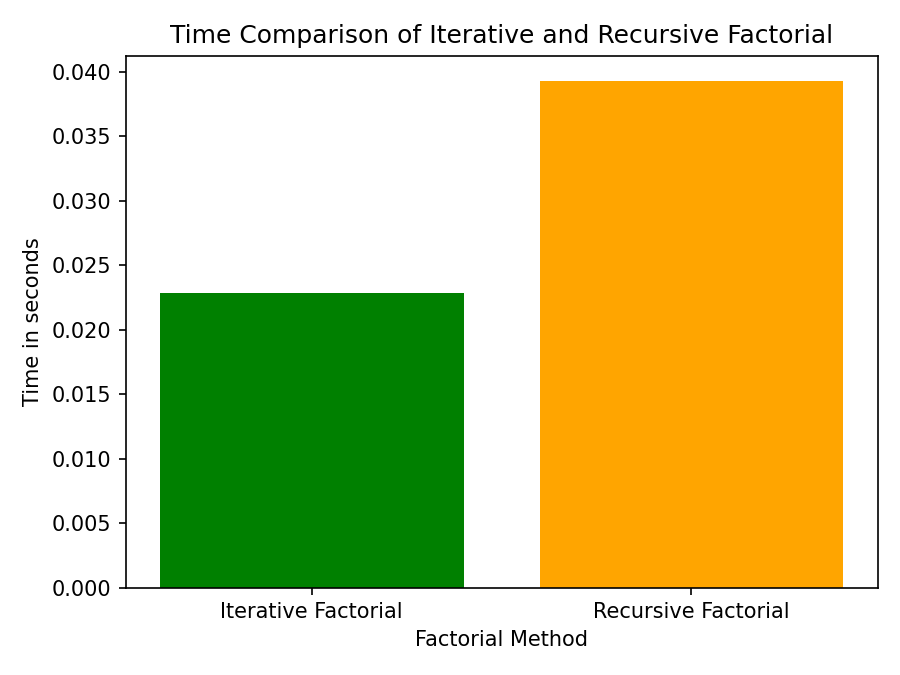 Time Comparison of Iterative and Recursive Factorial
Time in seconds
0.040
0.035
0.030
0.025
0.020
0.015
0.010
0.005
0.000
Iterative Factorial
Recursive Factorial
Factorial Method